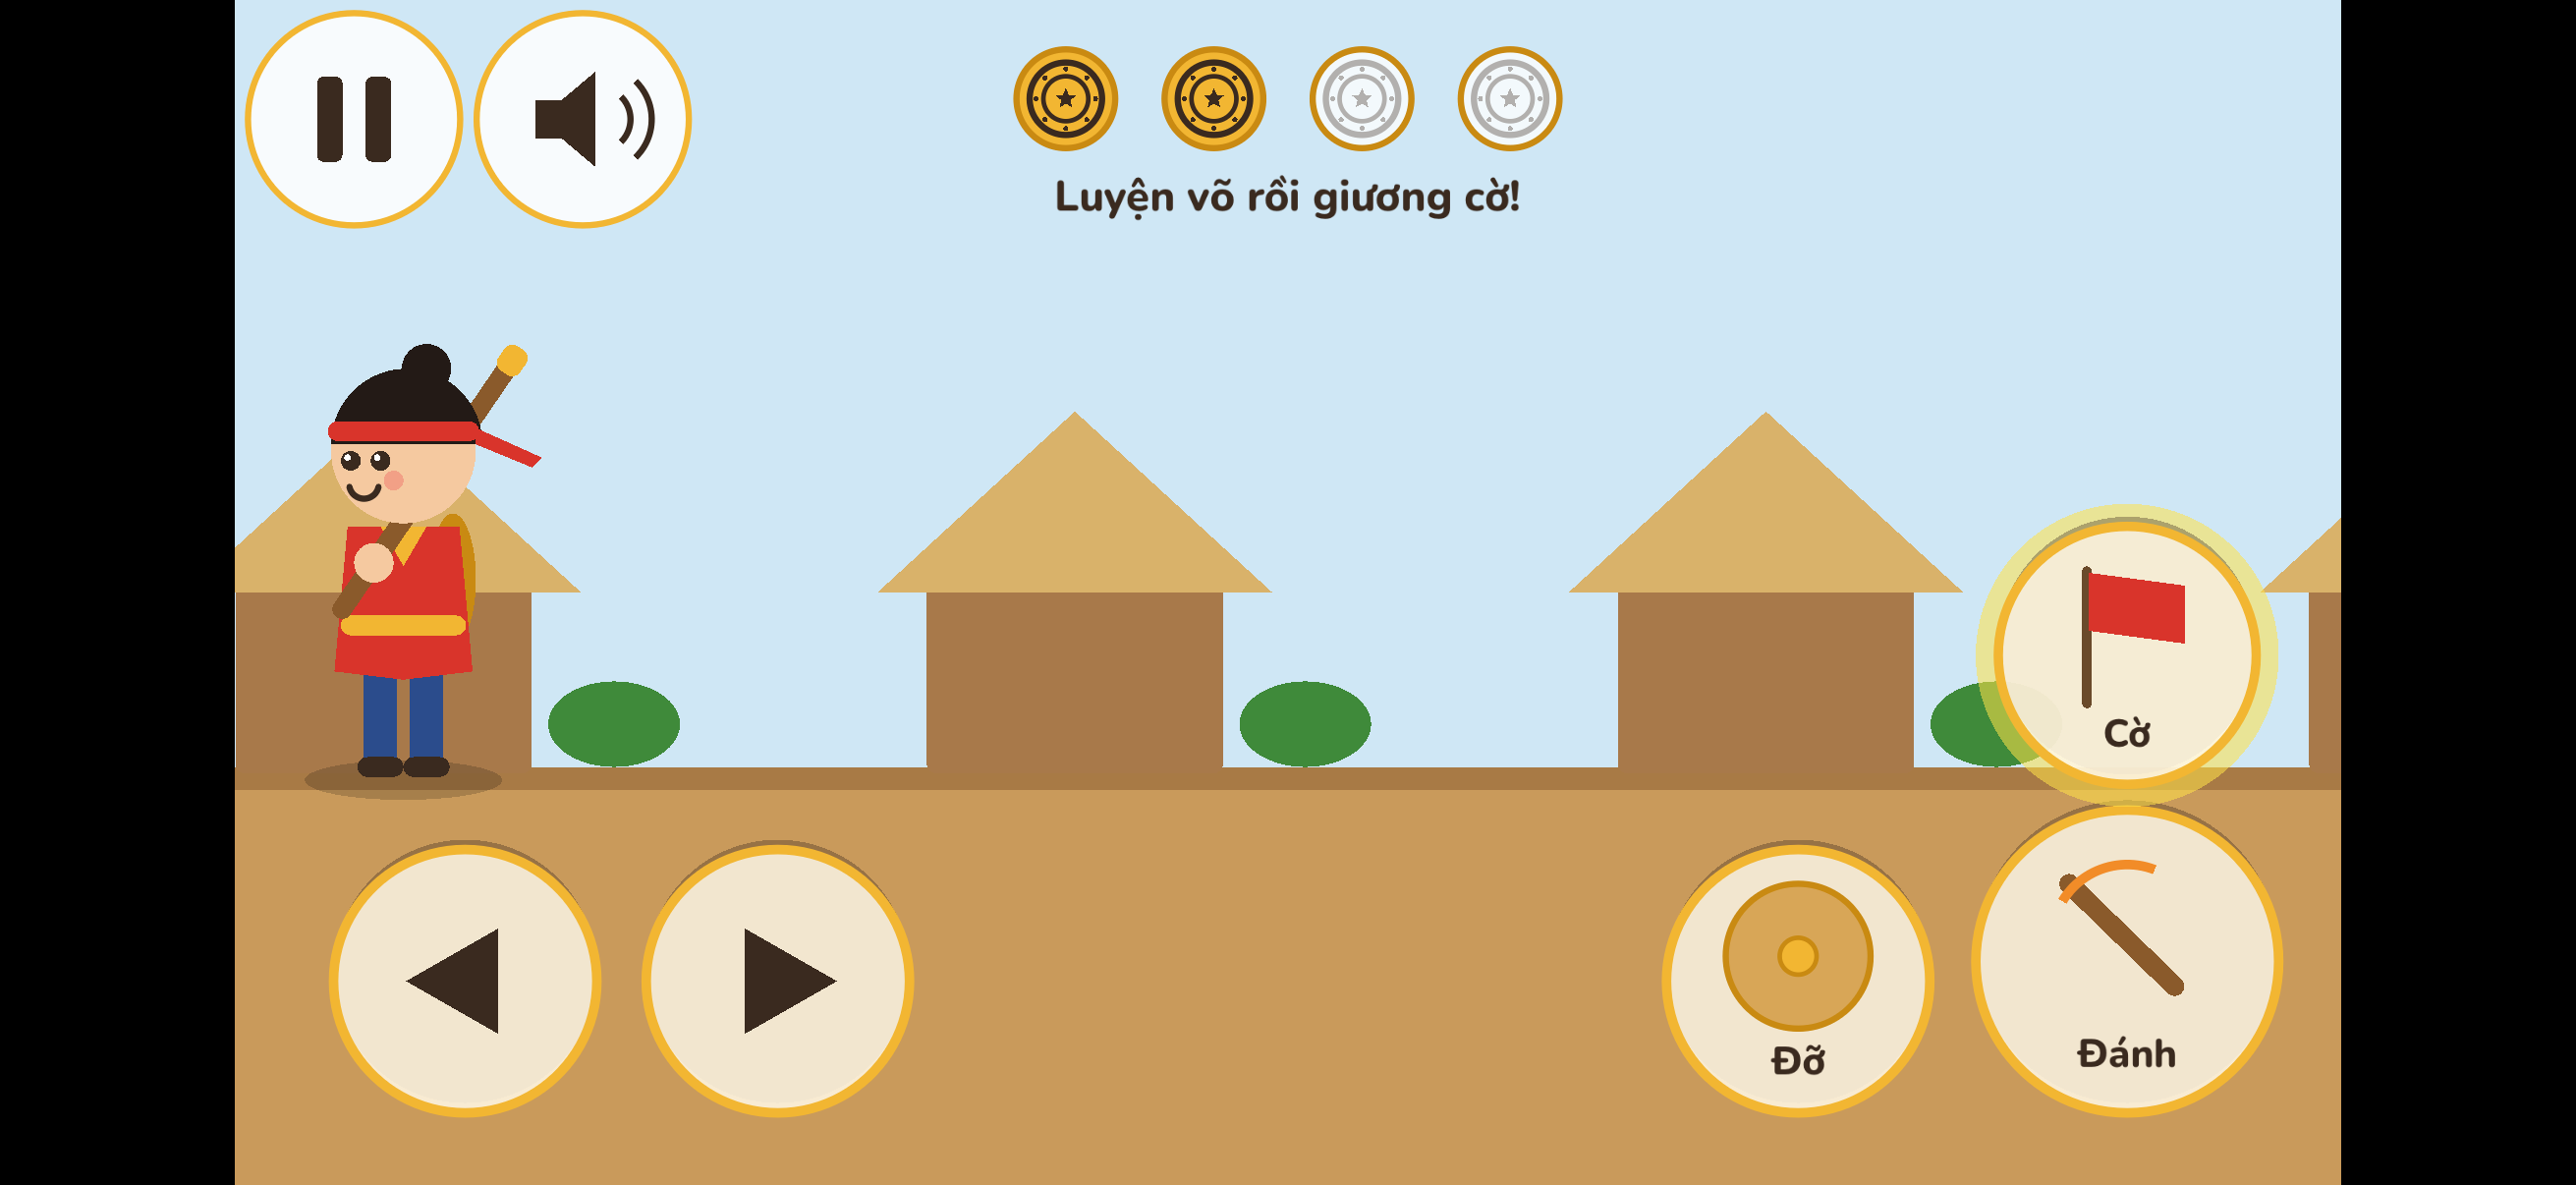 Luyện võ rồi giương cờ!
Cờ
Đỡ
Đánh